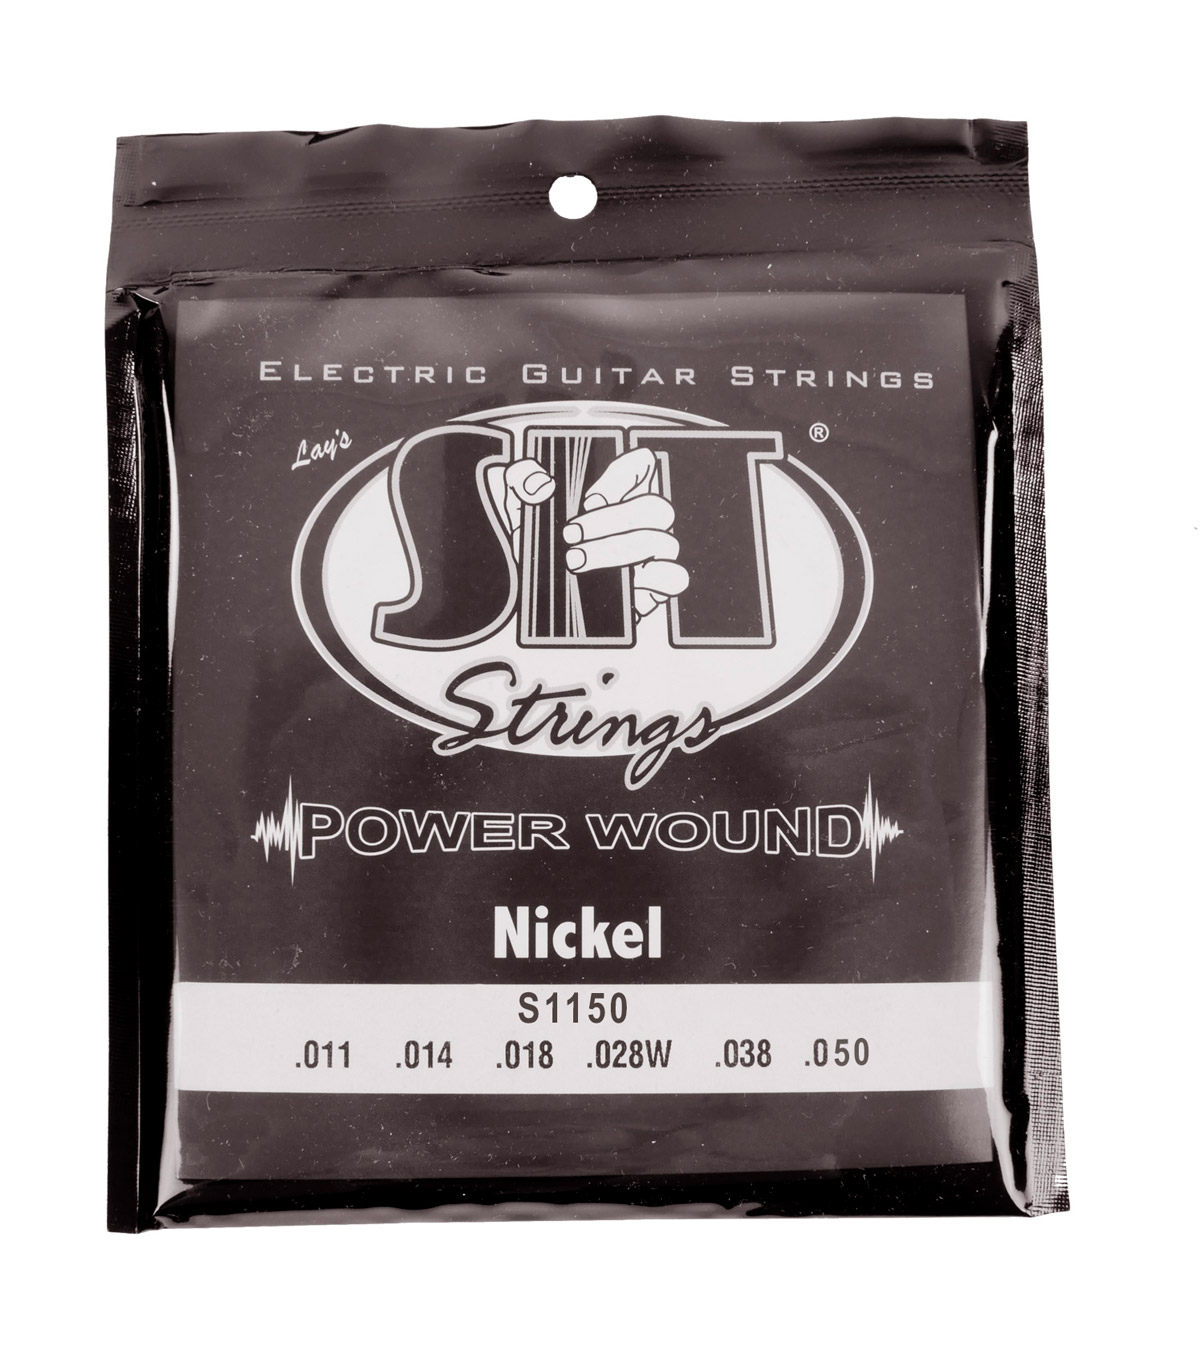 ELECTRIC GUITAR STRINGS
Lay's
SIT ®
Strings
POWER WOUND
Nickel
S1150
.011 .014 .018 .028W .038 .050